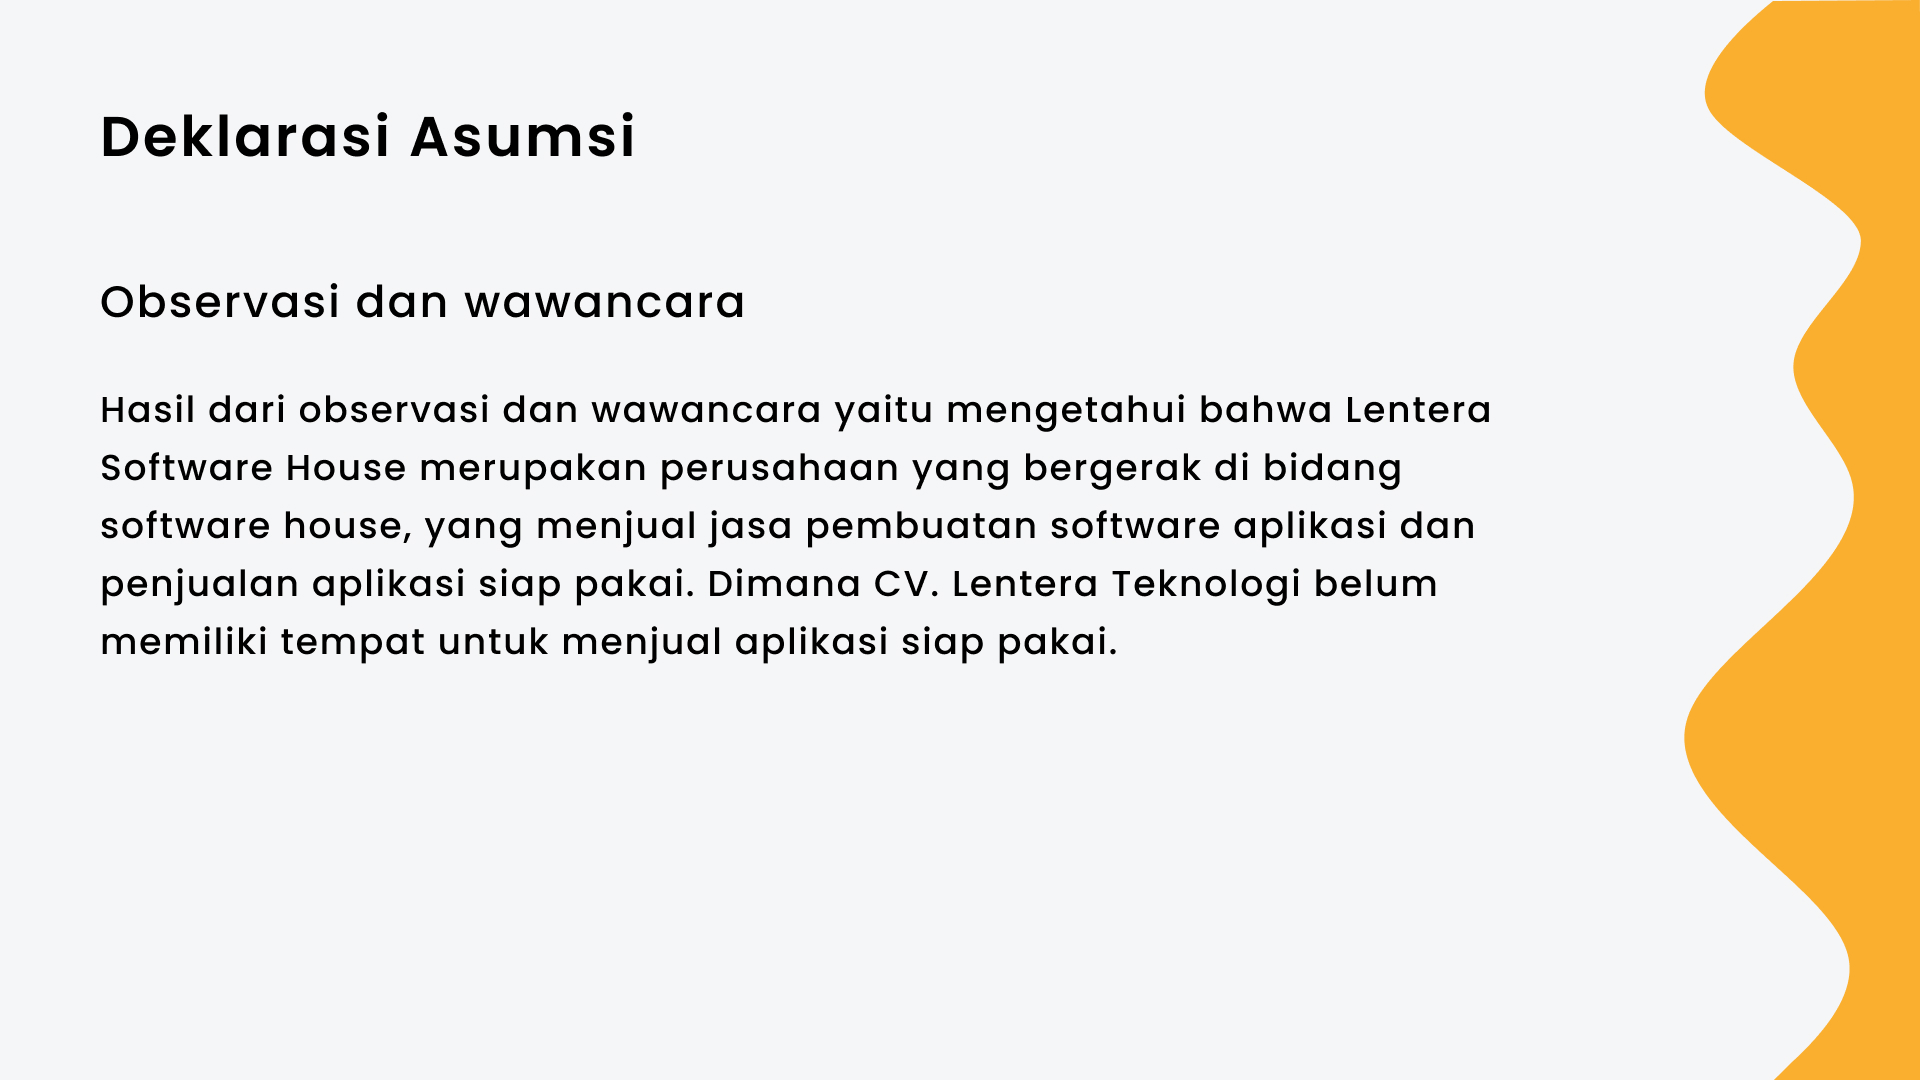 Deklarasi Asumsi
Observasi dan wawancara
Hasil dari observasi dan wawancara yaitu mengetahui bahwa Lentera
Software House merupakan perusahaan yang bergerak di bidang
software house, yang menjual jasa pembuatan software aplikasi dan
penjualan aplikasi siap pakai. Dimana CV. Lentera Teknologi belum
memiliki tempat untuk menjual aplikasi siap pakai.